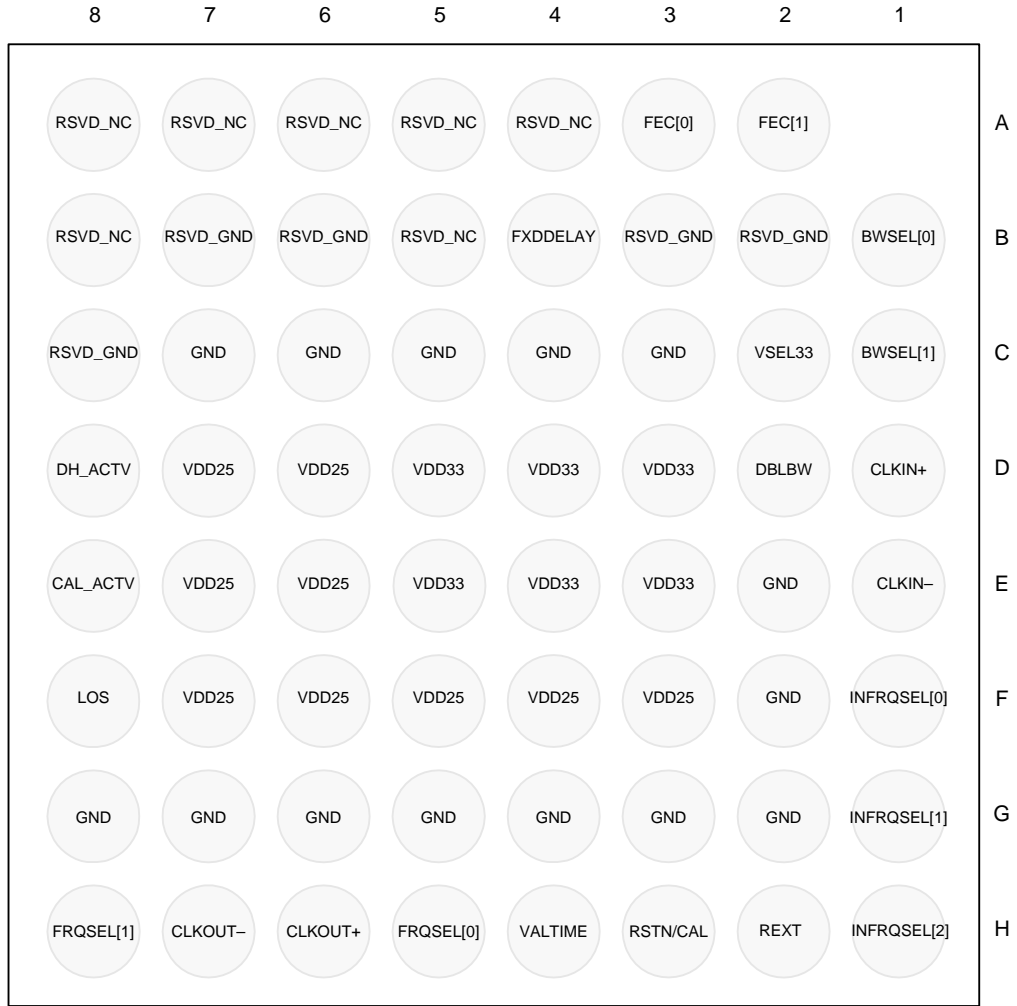 8 7 6 5 4 3 2 1
RSVD_NC RSVD_NC RSVD_NC RSVD_NC RSVD_NC FEC[0] FEC[1] A
RSVD_NC RSVD_GND RSVD_GND RSVD_NC FXDDELAY RSVD_GND RSVD_GND BWSEL[0] B
RSVD_GND GND GND GND GND GND VSEL33 BWSEL[1] C
DH_ACTV VDD25 VDD25 VDD33 VDD33 VDD33 DBLBW CLKIN+ D
CAL_ACTV VDD25 VDD25 VDD33 VDD33 VDD33 GND CLKIN– E
LOS VDD25 VDD25 VDD25 VDD25 VDD25 GND INFRQSEL[0] F
GND GND GND GND GND GND GND INFRQSEL[1] G
FRQSEL[1] CLKOUT– CLKOUT+ FRQSEL[0] VALTIME RSTN/CAL REXT INFRQSEL[2] H